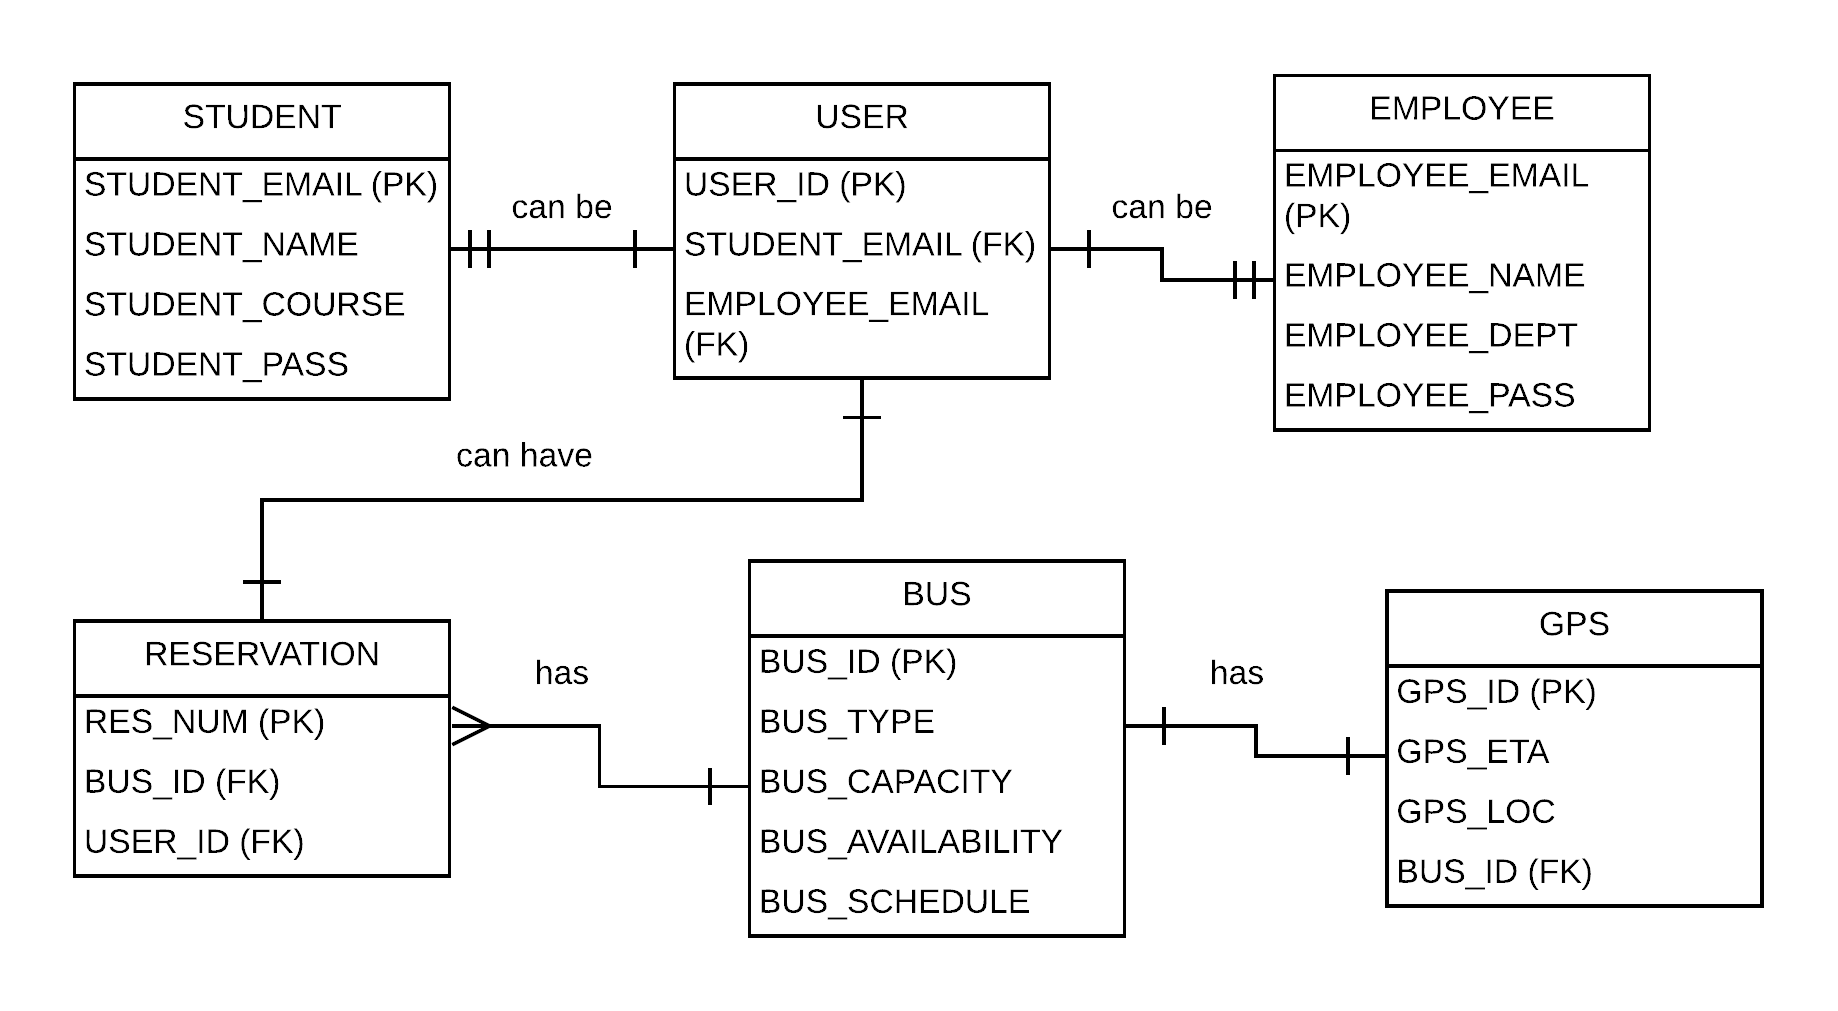 STUDENT
STUDENT_EMAIL (PK)
STUDENT_NAME
STUDENT_COURSE
STUDENT_PASS
can be
USER
USER_ID (PK)
STUDENT_EMAIL (FK)
EMPLOYEE_EMAIL
(FK)
can be
EMPLOYEE
EMPLOYEE_EMAIL
(PK)
EMPLOYEE_NAME
EMPLOYEE_DEPT
EMPLOYEE_PASS
can have
RESERVATION
RES_NUM (PK)
BUS_ID (FK)
USER_ID (FK)
has
BUS
BUS_ID (PK)
BUS_TYPE
BUS_CAPACITY
BUS_AVAILABILITY
BUS_SCHEDULE
has
GPS
GPS_ID (PK)
GPS_ETA
GPS_LOC
BUS_ID (FK)